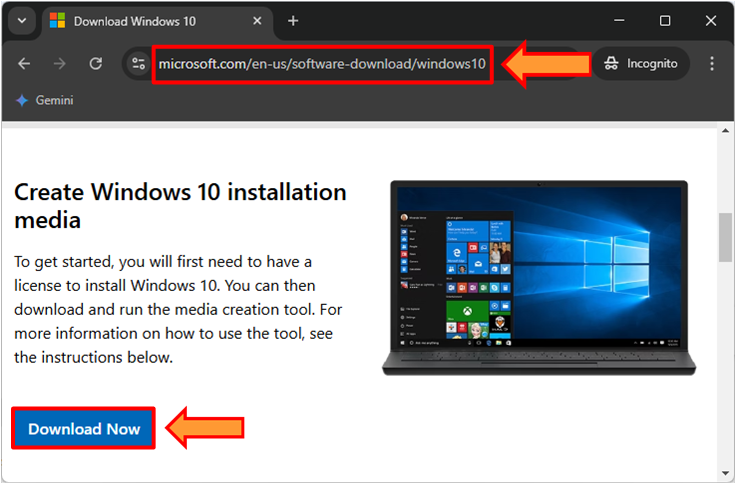 Download Windows 10
microsoft.com/en-us/software-download/windows10
Incognito
Gemini
Create Windows 10 installation
media
To get started, you will first need to have a
license to install Windows 10. You can then
download and run the media creation tool. For
more information on how to use the tool, see
the instructions below.
Download Now